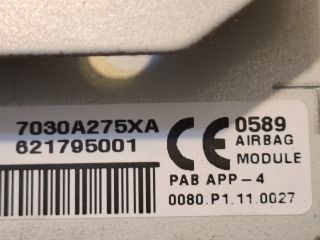 7030A275XA
621795001
CE 0589
AIRBAG
MODULE
PAB APP-4
0080.P1.11.0027